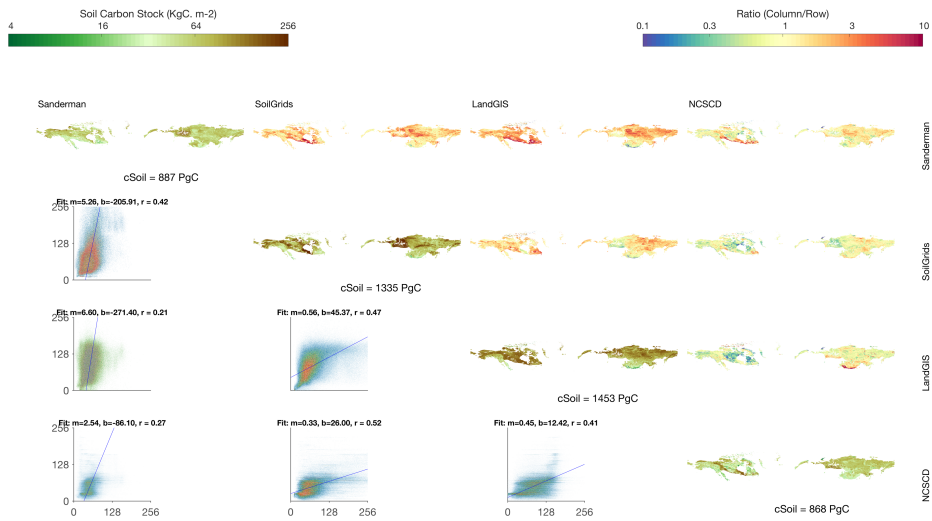 Soil Carbon Stock (KgC. m-2)
4 16 64 256
Ratio (Column/Row)
0.1 0.3 1 3 10
Sanderman SoilGrids LandGIS NCSCD
Sanderman
cSoil = 887 PgC
Fit: m=5.26, b=-205.91, r = 0.42
256
128
0
SoilGrids
cSoil = 1335 PgC
Fit: m=6.60, b=-271.40, r = 0.21
256
128
0
Fit: m=0.56, b=45.37, r = 0.47
LandGIS
cSoil = 1453 PgC
Fit: m=2.54, b=-86.10, r = 0.27
256
128
0
0 128 256
Fit: m=0.33, b=26.00, r = 0.52
0 128 256
Fit: m=0.45, b=12.42, r = 0.41
0 128 256
NCSCD
cSoil = 868 PgC